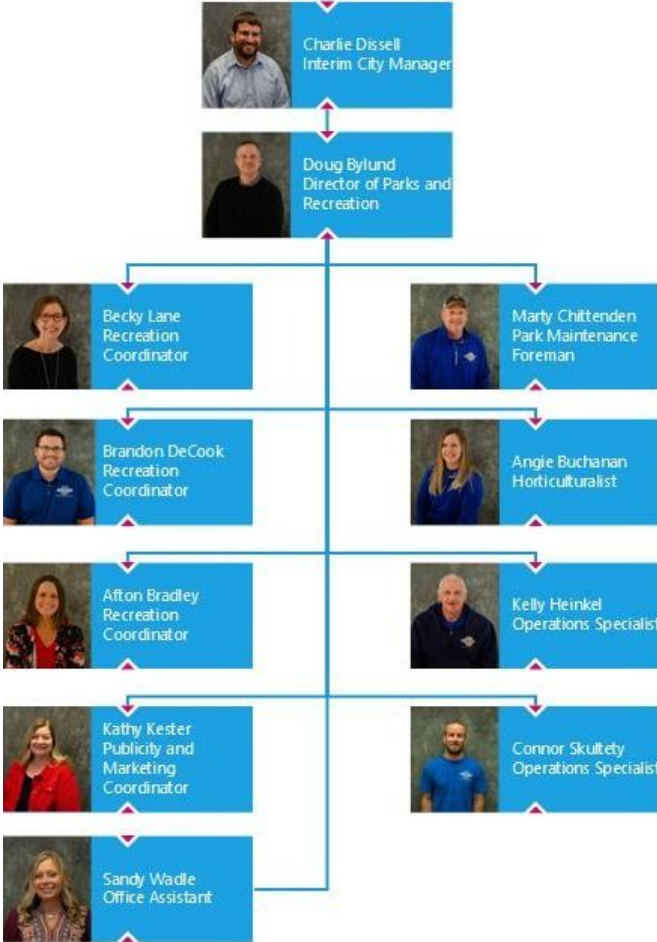 Charlie Dissell
Interim City Manager
Doug Bylund
Director of Parks and
Recreation
Becky Lane
Recreation
Coordinator
Marty Chittenden
Park Maintenance
Foreman
Brandon DeCook
Recreation
Coordinator
Angie Buchanan
Horticulturalist
Afton Bradley
Recreation
Coordinator
Kelly Heinkel
Operations Specialist
Kathy Kester
Publicity and
Marketing
Coordinator
Connor Skultety
Operations Specialist
Sandy Wadle
Office Assistant